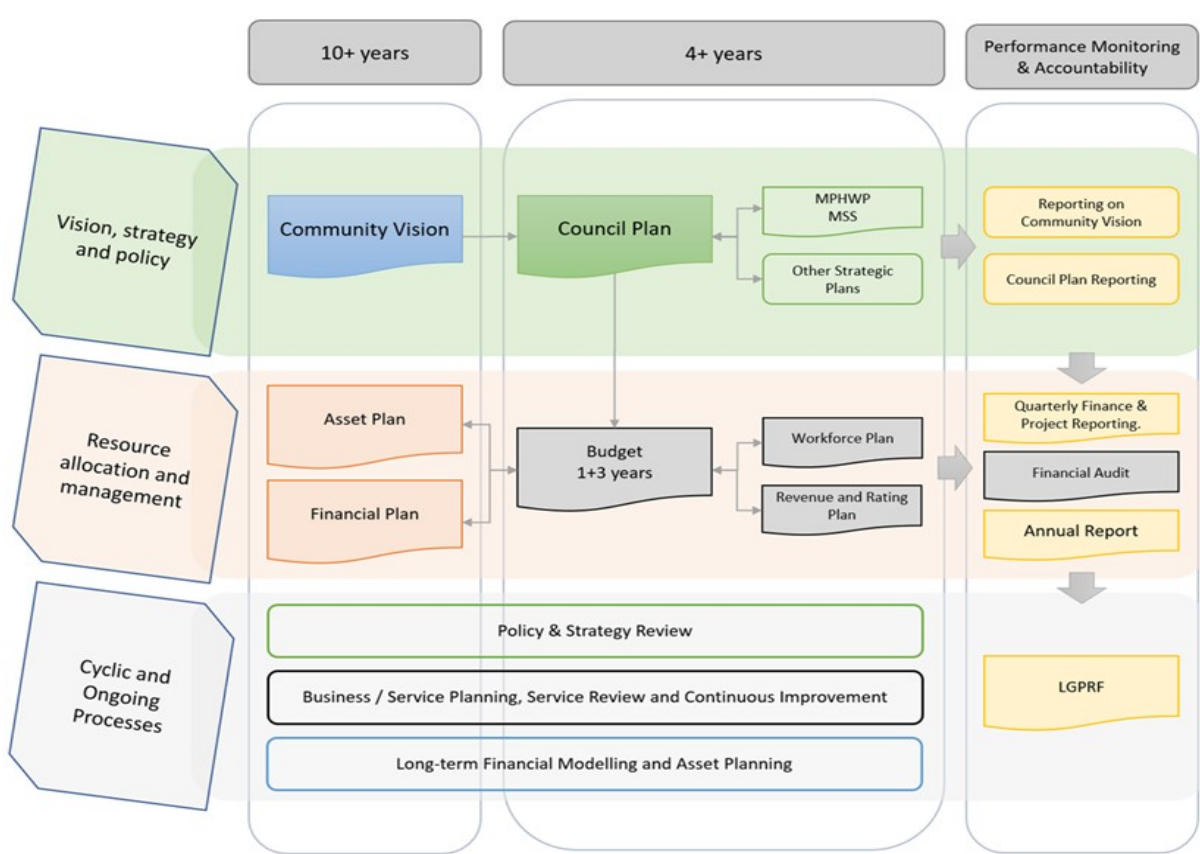 10+ years
4+ years
Performance Monitoring
& Accountability
Vision, strategy
and policy
Community Vision
Council Plan
MPHWP
MSS
Other Strategic
Plans
Reporting on
Community Vision
Council Plan Reporting
Resource
allocation and
management
Asset Plan
Financial Plan
Budget
1+3 years
Workforce Plan
Revenue and Rating
Plan
Quarterly Finance &
Project Reporting.
Financial Audit
Annual Report
Cyclic and
Ongoing
Processes
Policy & Strategy Review
Business / Service Planning, Service Review and Continuous Improvement
Long-term Financial Modelling and Asset Planning
LGPRF